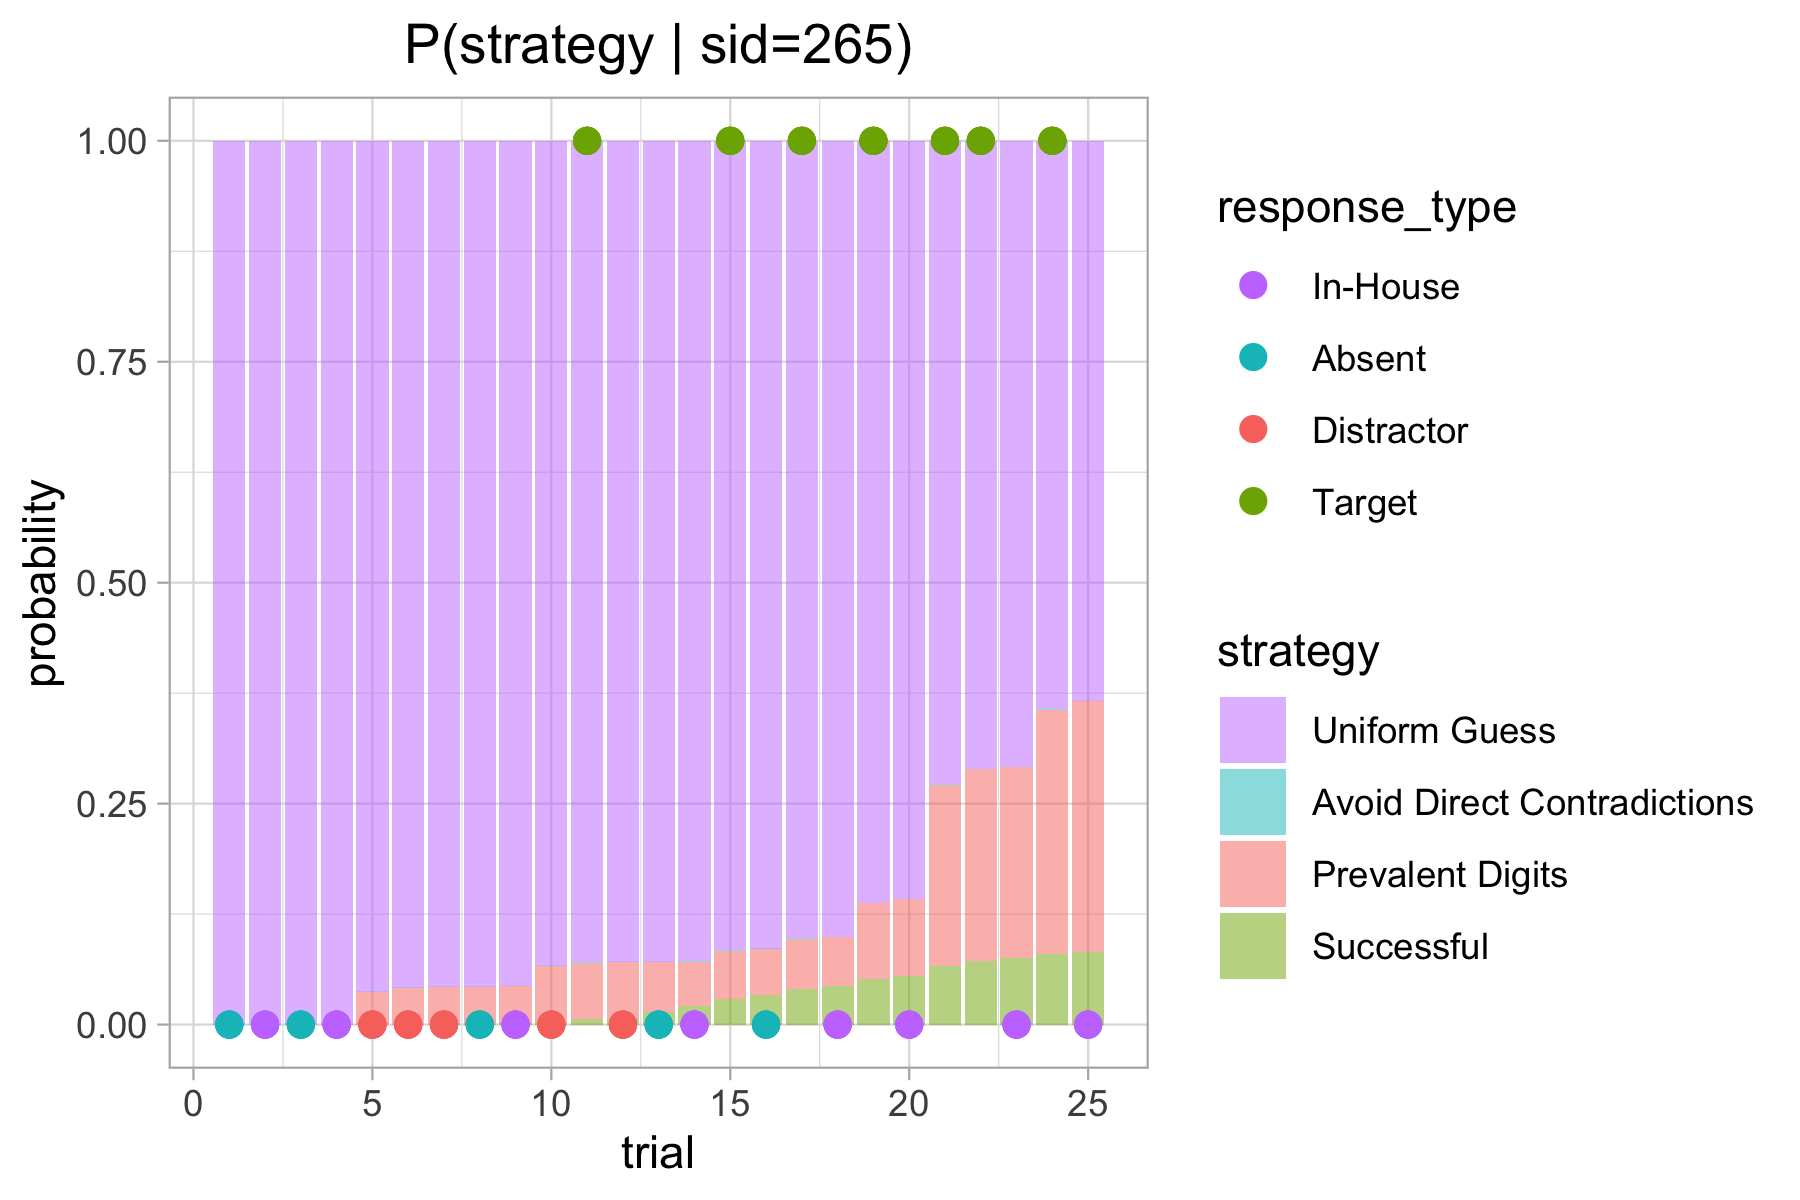 P(strategy | sid=265)
1.00
0.75
0.50
0.25
0.00
probability
0 5 10 15 20 25
trial
response_type
In-House
Absent
Distractor
Target
strategy
Uniform Guess
Avoid Direct Contradictions
Prevalent Digits
Successful